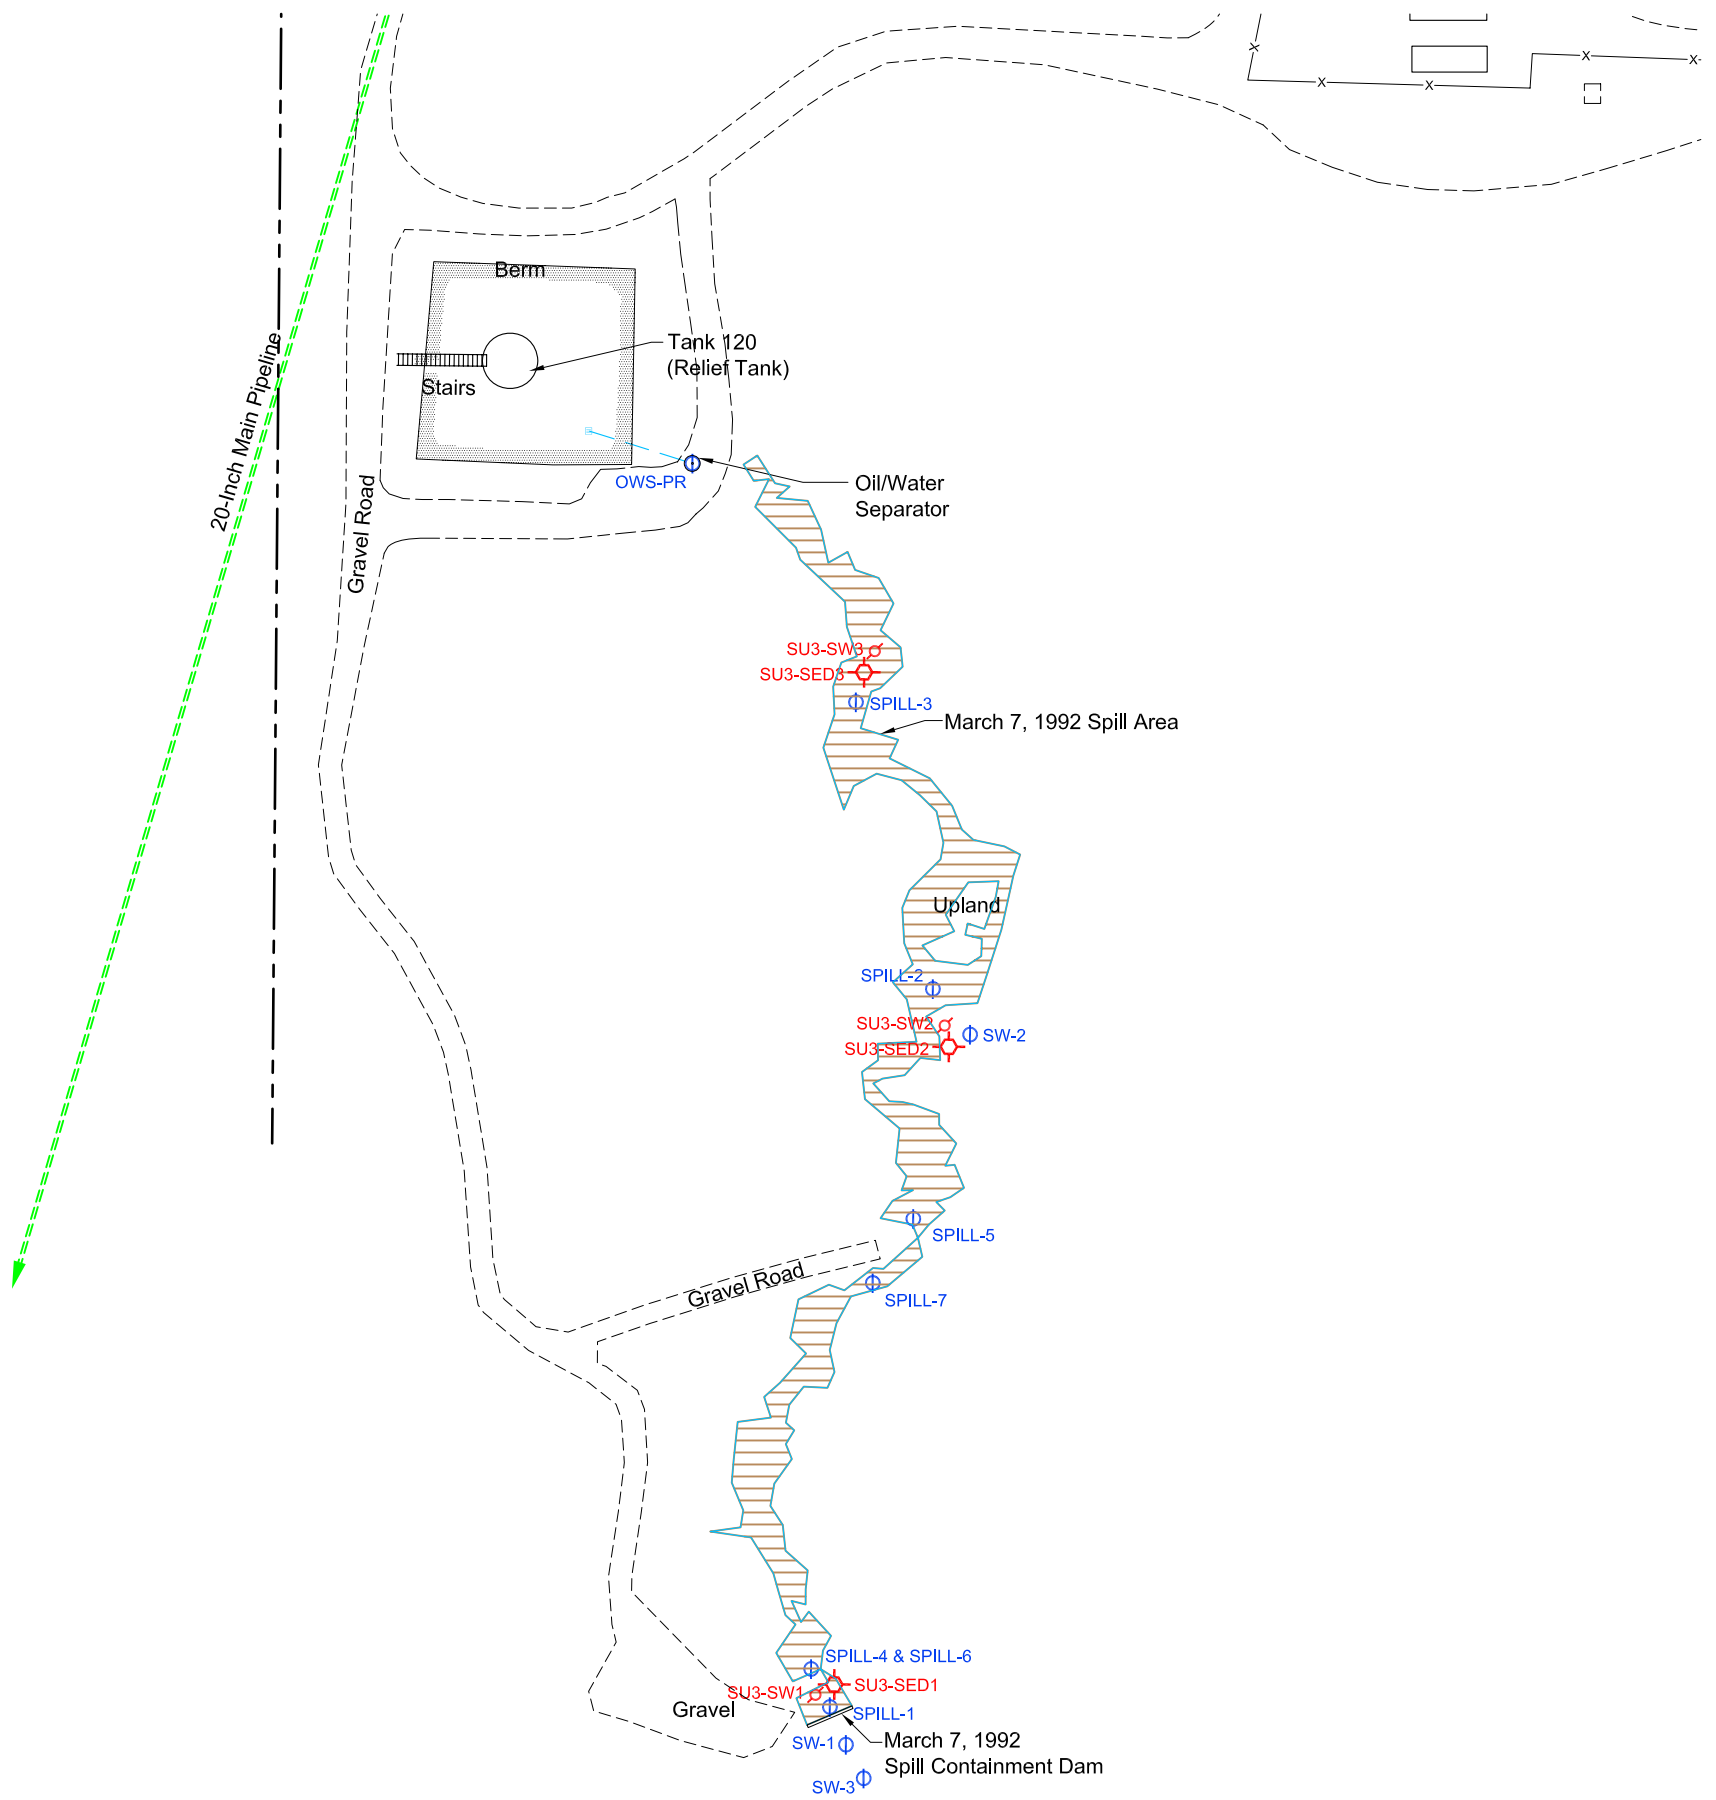 Berm
20-Inch Main Pipeline
Tank 120
(Relief Tank)
Stairs
OWS-PR
Oil/Water
Separator
Gravel Road
SU3-SW3
SU3-SED3
SPILL-3
March 7, 1992 Spill Area
Upland
SPILL-2
SU3-SW2
SW-2
SU3-SED2
SPILL-5
Gravel Road
SPILL-7
SPILL-4 & SPILL-6
SU3-SED1
SU3-SW1
Gravel
SPILL-1
SW-1
March 7, 1992
Spill Containment Dam
SW-3